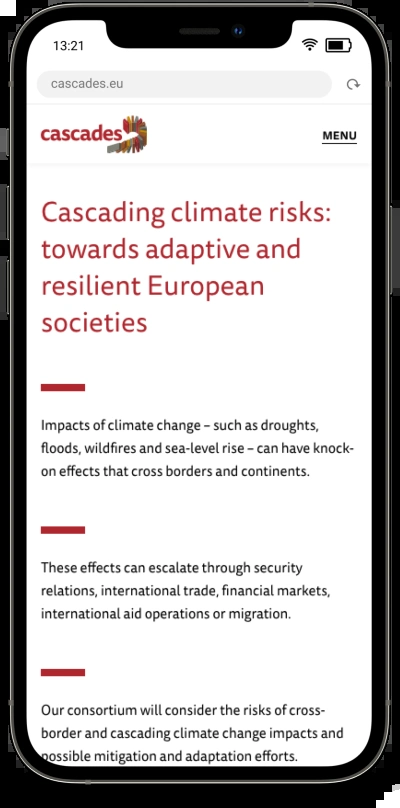 13:21
cascades.eu
cascades
MENU
Cascading climate risks:
towards adaptive and
resilient European
societies
Impacts of climate change – such as droughts,
floods, wildfires and sea-level rise – can have knock-
on effects that cross borders and continents.
These effects can escalate through security
relations, international trade, financial markets,
international aid operations or migration.
Our consortium will consider the risks of cross-
border and cascading climate change impacts and
possible mitigation and adaptation efforts.